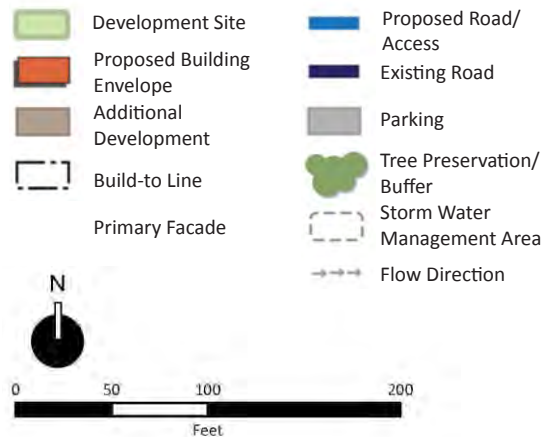 Development Site
Proposed Building
Envelope
Additional
Development
Build-to Line
Primary Facade
Proposed Road/
Access
Existing Road
Parking
Tree Preservation/
Buffer
Storm Water
Management Area
Flow Direction
N
0 50 100 200
Feet